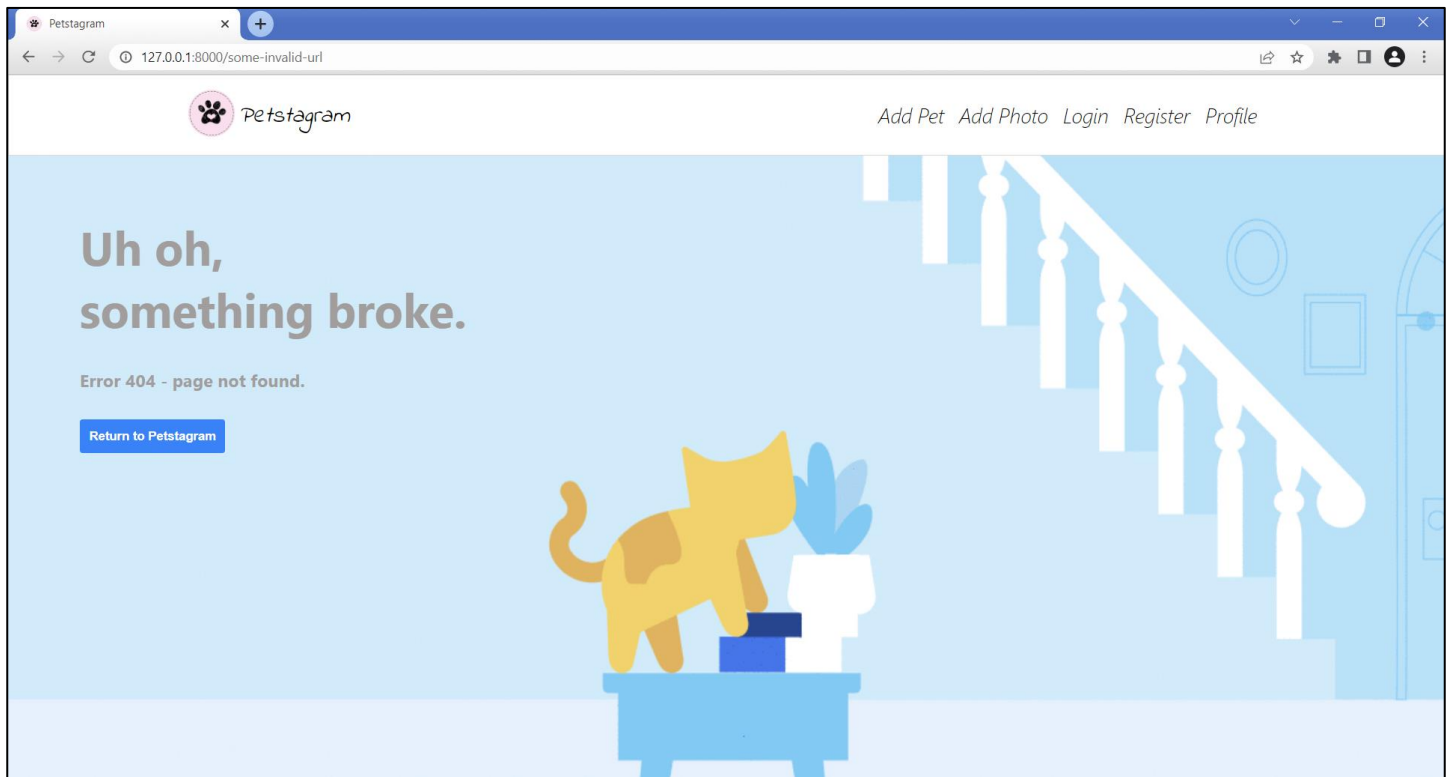 Petstagram
127.0.0.1:8000/some-invalid-url
Petstagram
Add Pet Add Photo Login Register Profile
Uh oh,
something broke.
Error 404 - page not found.
Return to Petstagram